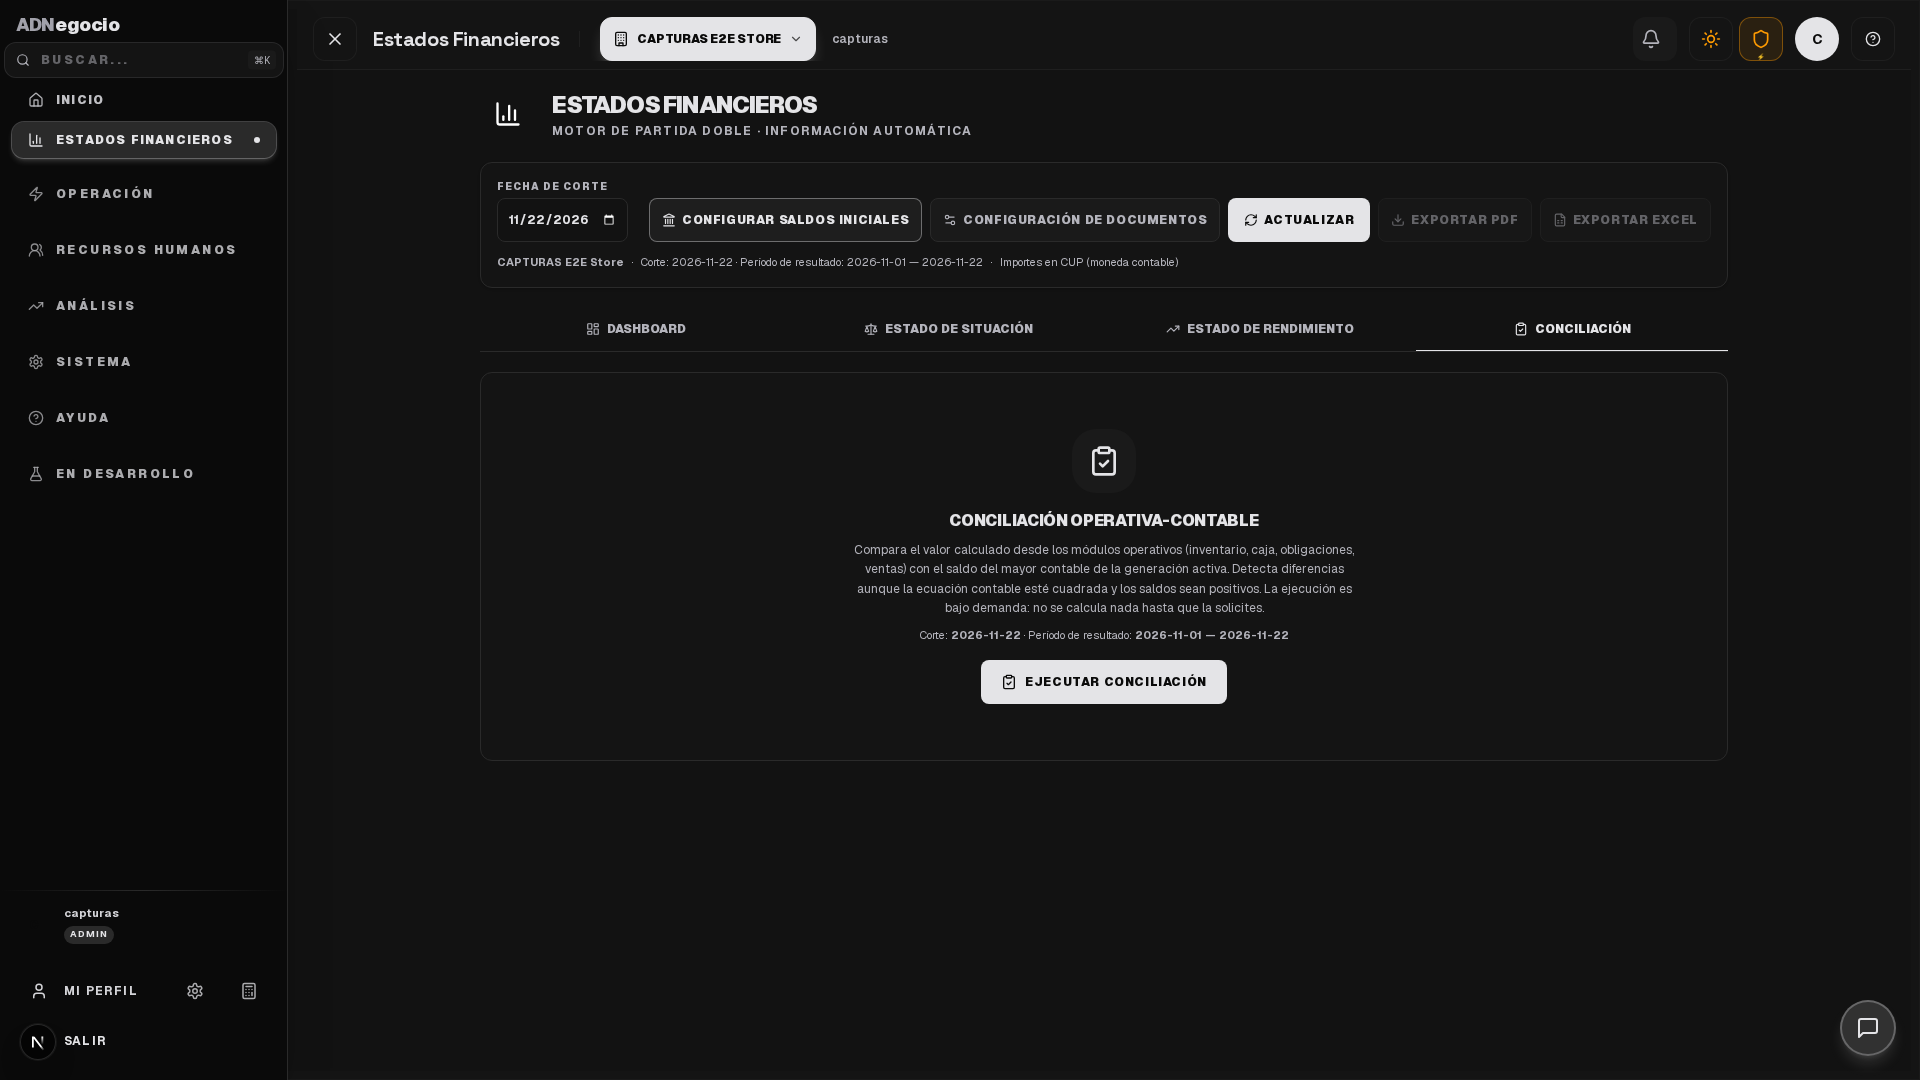 ADNegocio
BUSCAR...
⌘K
INICIO
ESTADOS FINANCIEROS
OPERACIÓN
RECURSOS HUMANOS
ANÁLISIS
SISTEMA
AYUDA
EN DESARROLLO
capturas
ADMIN
MI PERFIL
SALIR
Estados Financieros
CAPTURAS E2E STORE
capturas
C
ESTADOS FINANCIEROS
MOTOR DE PARTIDA DOBLE · INFORMACIÓN AUTOMÁTICA
FECHA DE CORTE
11/22/2026
CONFIGURAR SALDOS INICIALES
CONFIGURACIÓN DE DOCUMENTOS
ACTUALIZAR
EXPORTAR PDF
EXPORTAR EXCEL
CAPTURAS E2E Store · Corte: 2026-11-22 · Período de resultado: 2026-11-01 — 2026-11-22 · Importes en CUP (moneda contable)
DASHBOARD
ESTADO DE SITUACIÓN
ESTADO DE RENDIMIENTO
CONCILIACIÓN
CONCILIACIÓN OPERATIVA-CONTABLE
Compara el valor calculado desde los módulos operativos (inventario, caja, obligaciones,
ventas) con el saldo del mayor contable de la generación activa. Detecta diferencias
aunque la ecuación contable esté cuadrada y los saldos sean positivos. La ejecución es
bajo demanda: no se calcula nada hasta que la solicites.
Corte: 2026-11-22 · Período de resultado: 2026-11-01 — 2026-11-22
EJECUTAR CONCILIACIÓN